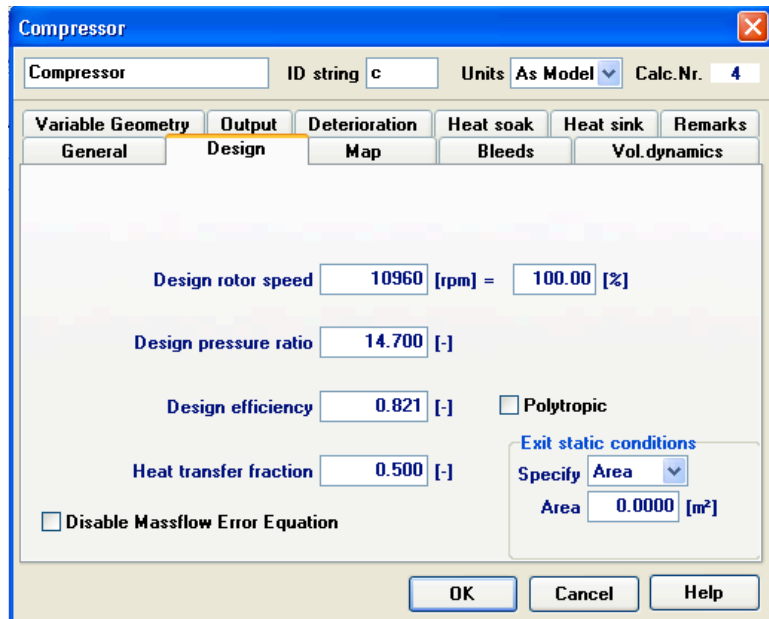 Compressor
Compressor ID string c Units As Model Calc.Nr. 4
Variable Geometry Output Deterioration Heat soak Heat sink Remarks
General Design Map Bleeds Vol.dynamics
Design rotor speed 10960 [rpm] = 100.00 [%]
Design pressure ratio 14.700 [-]
Design efficiency 0.821 [-] Polytropic
Exit static conditions
Heat transfer fraction 0.500 [-] Specify Area
Area 0.0000 [m²]
Disable Massflow Error Equation
OK Cancel Help